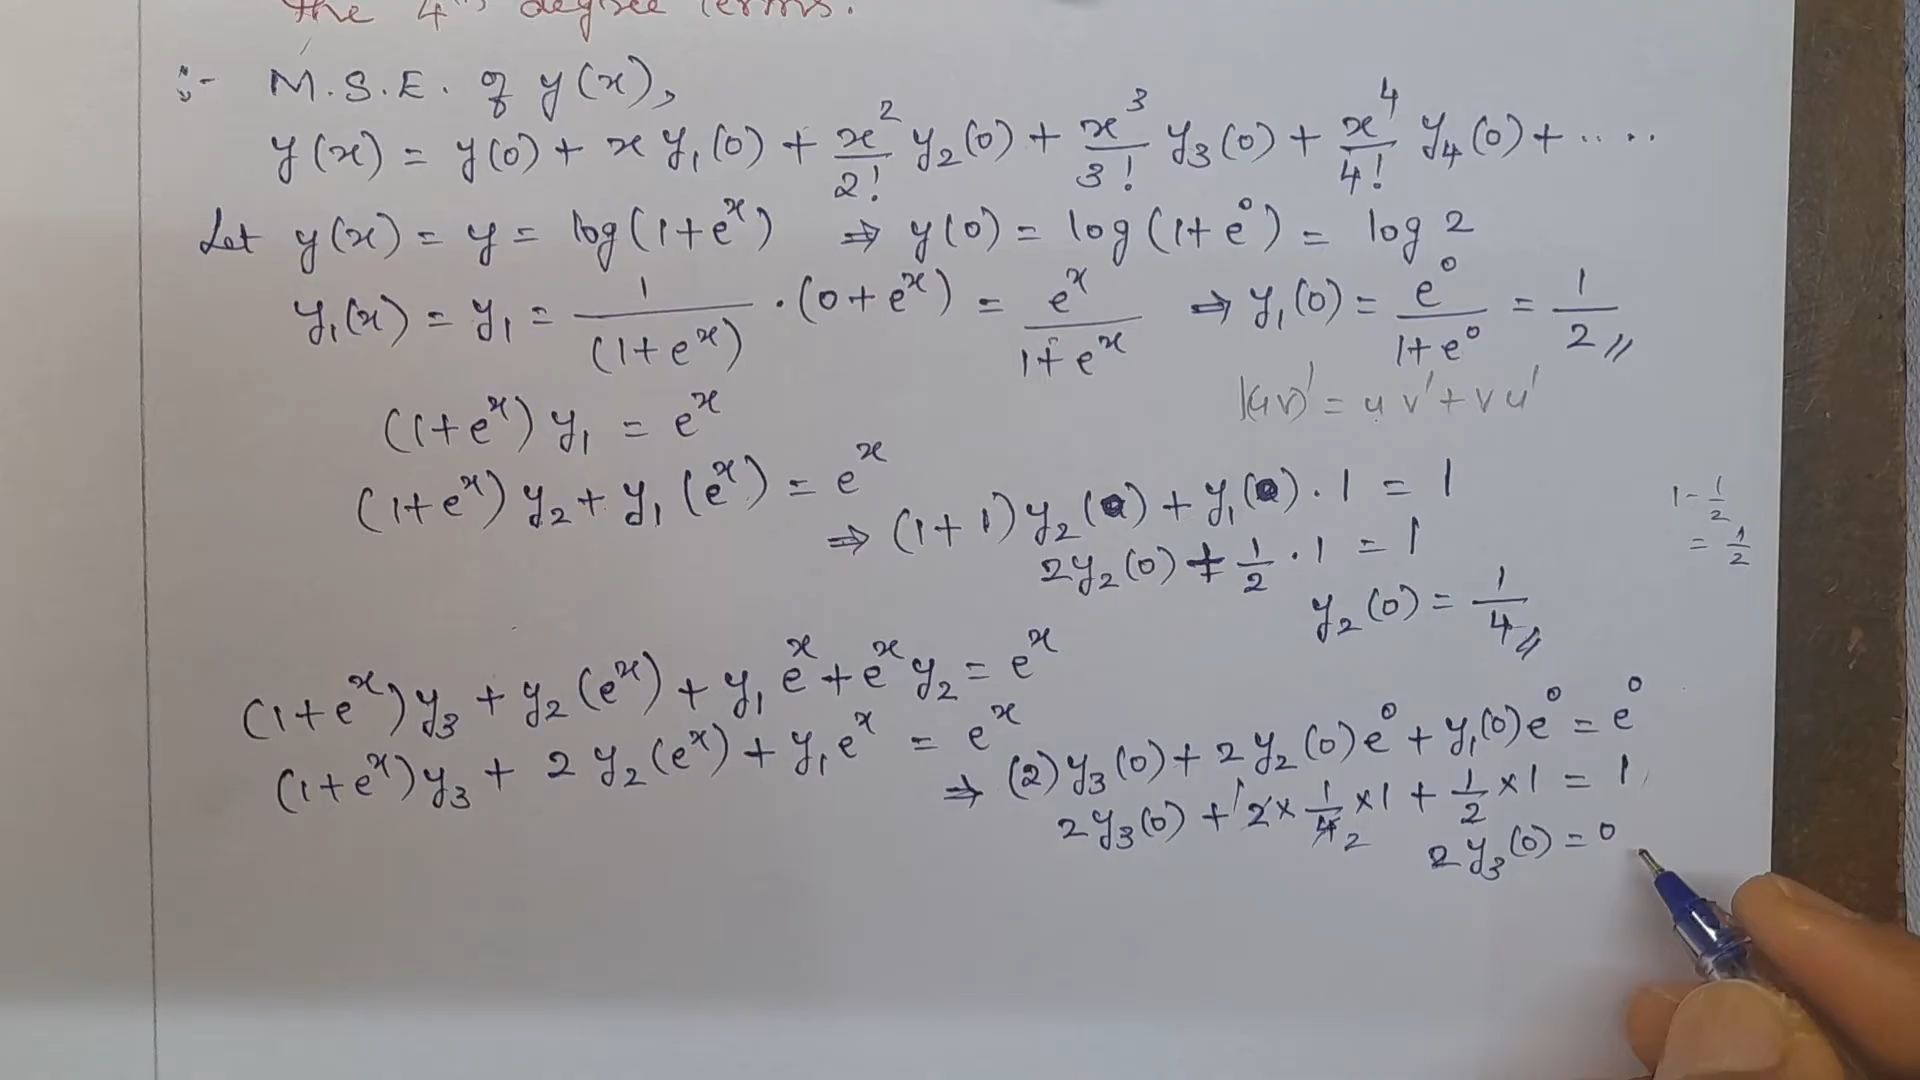 the 4th degree terms.
:- M.S.E. of y(x),
y(x) = y(0) + x y₁(0) + x²/2! y₂(0) + x³/3! y₃(0) + x⁴/4! y₄(0) + .....
Let y(x) = y = log(1+eˣ) ⇒ y(0) = log(1+e⁰) = log 2
y₁(x) = y₁ = 1/(1+eˣ) · (0+eˣ) = eˣ/1+eˣ ⇒ y₁(0) = e⁰/1+e⁰ = 1/2 //
(uv)' = uv' + vu'
(1+eˣ) y₁ = eˣ
(1+eˣ) y₂ + y₁ (eˣ) = eˣ
⇒ (1+1) y₂(0) + y₁(0) . 1 = 1
1 - 1/2
= 1/2
2y₂(0) + 1/2 · 1 = 1
y₂(0) = 1/4 //
(1+eˣ) y₃ + y₂ (eˣ) + y₁ eˣ + eˣ y₂ = eˣ
(1+eˣ) y₃ + 2 y₂ (eˣ) + y₁ eˣ = eˣ
⇒ (2) y₃(0) + 2 y₂(0) e⁰ + y₁(0) e⁰ = e⁰
2y₃(0) + 2 × 1/4 × 1 + 1/2 × 1 = 1
1 2
2y₃(0) = 0